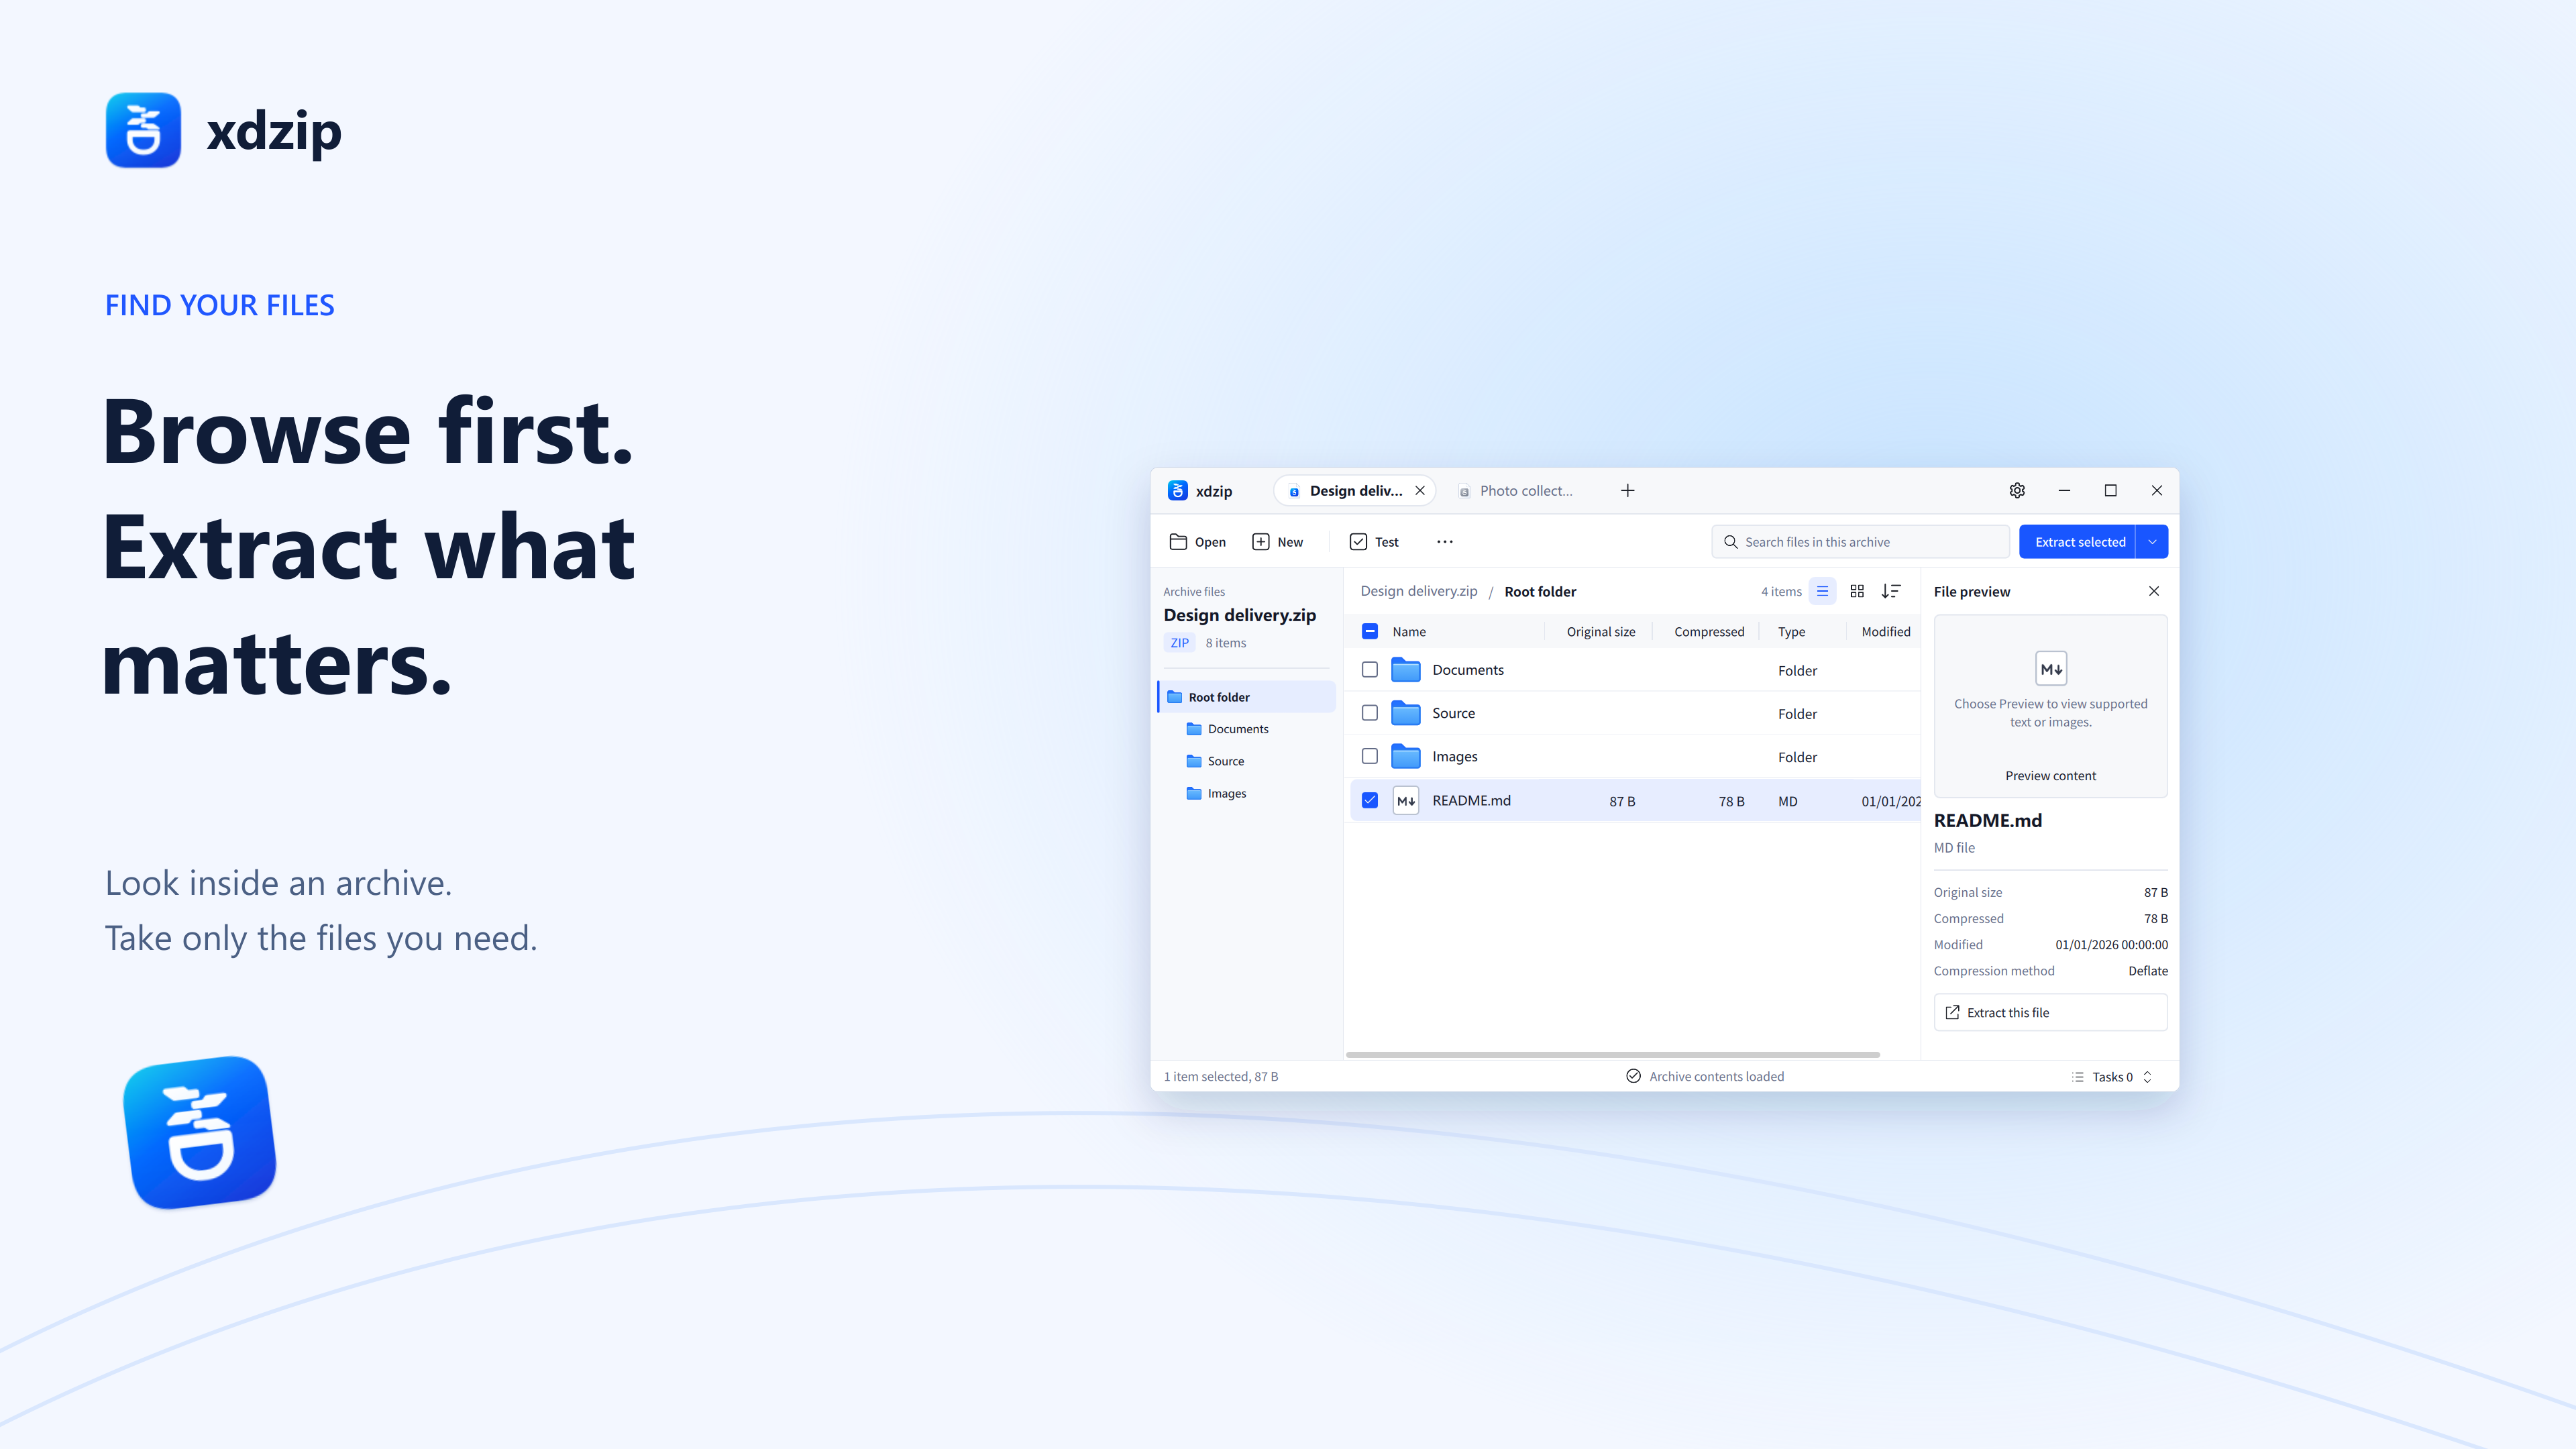 xdzip
FIND YOUR FILES
Browse first.
Extract what
matters.
Look inside an archive.
Take only the files you need.
xdzip
Design deliv...
Photo collect...
Open
New
Test
Search files in this archive
Extract selected
Archive files
Design delivery.zip
ZIP
8 items
Root folder
Documents
Source
Images
Design delivery.zip / Root folder
4 items
Name
Original size
Compressed
Type
Modified
Documents
Folder
Source
Folder
Images
Folder
M↓
README.md
87 B
78 B
MD
01/01/202
File preview
M↓
Choose Preview to view supported
text or images.
Preview content
README.md
MD file
Original size
87 B
Compressed
78 B
Modified
01/01/2026 00:00:00
Compression method
Deflate
Extract this file
1 item selected, 87 B
Archive contents loaded
Tasks 0